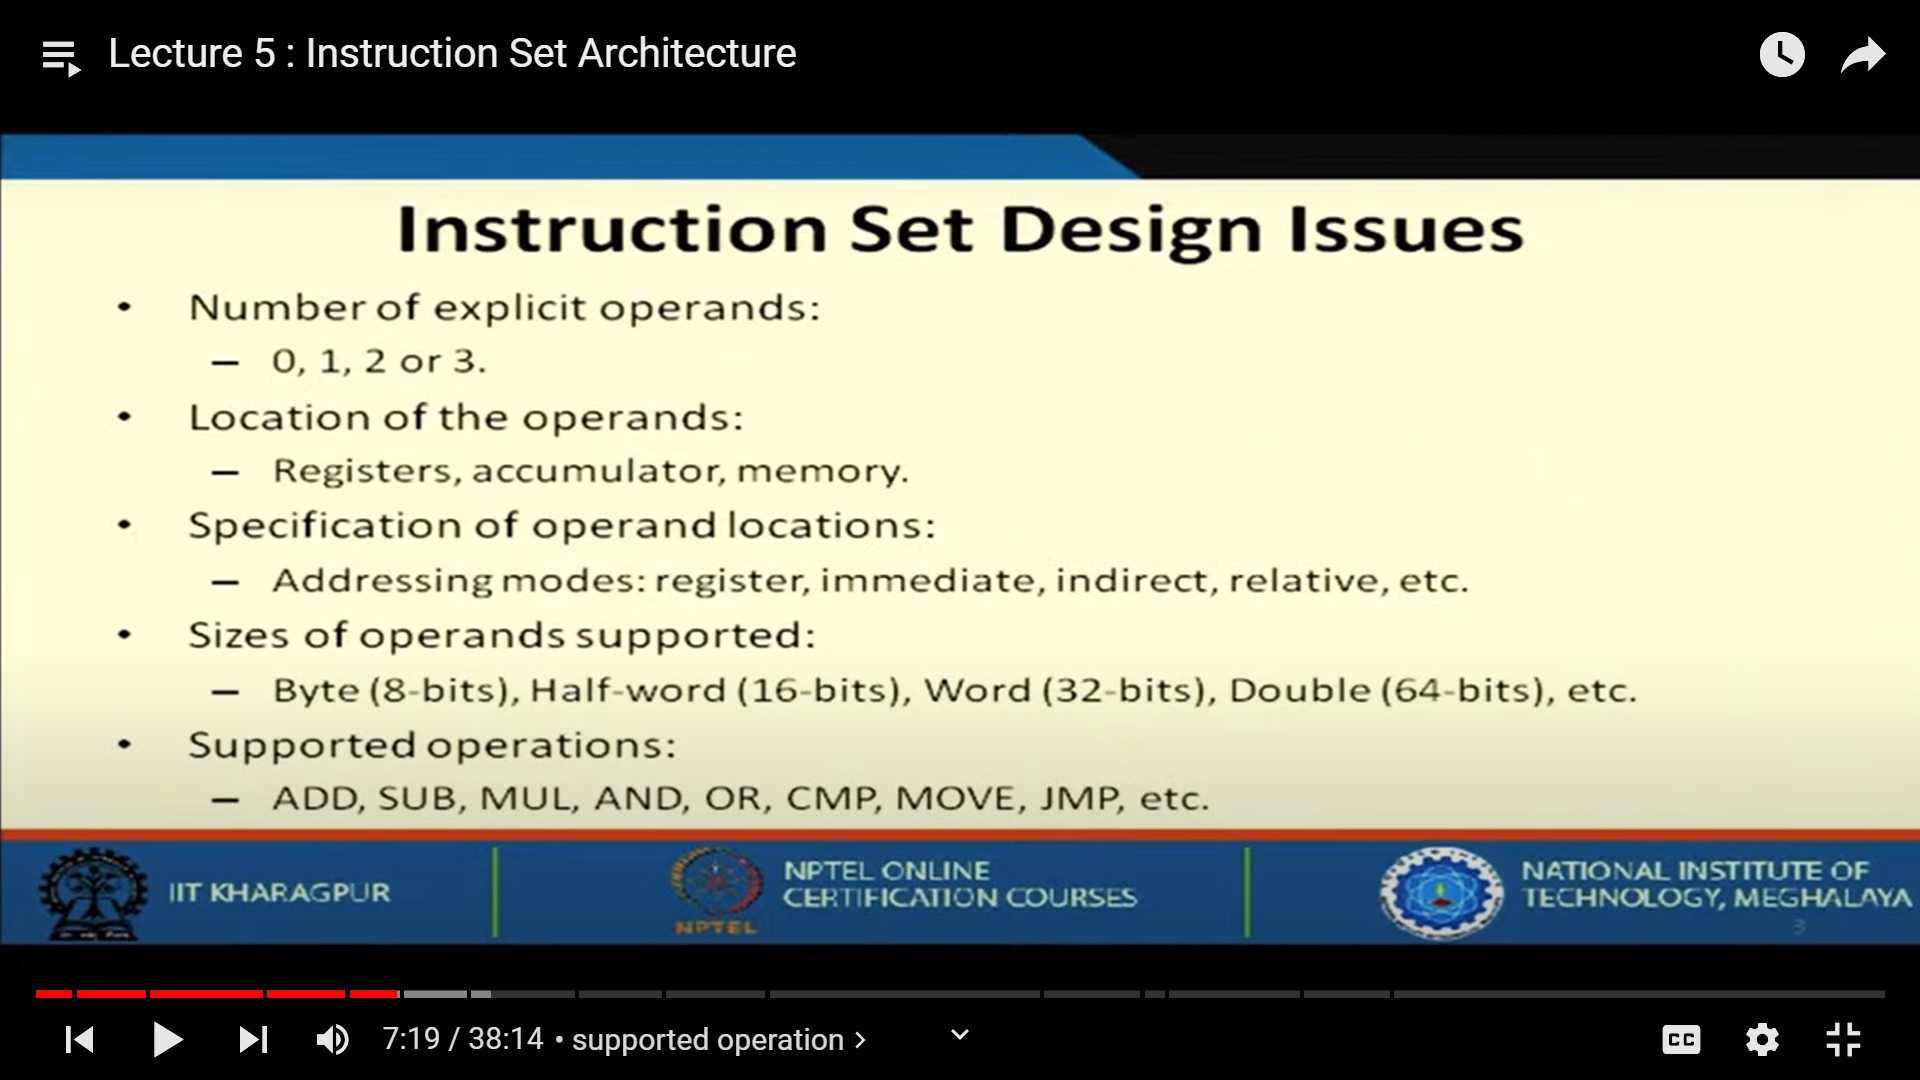 Lecture 5 : Instruction Set Architecture
Instruction Set Design Issues
• Number of explicit operands:
– 0, 1, 2 or 3.
• Location of the operands:
– Registers, accumulator, memory.
• Specification of operand locations:
– Addressing modes: register, immediate, indirect, relative, etc.
• Sizes of operands supported:
– Byte (8-bits), Half-word (16-bits), Word (32-bits), Double (64-bits), etc.
• Supported operations:
– ADD, SUB, MUL, AND, OR, CMP, MOVE, JMP, etc.
IIT KHARAGPUR
NPTEL
NPTEL ONLINE
CERTIFICATION COURSES
NATIONAL INSTITUTE OF
TECHNOLOGY, MEGHALAYA
3
7:19 / 38:14 • supported operation
CC